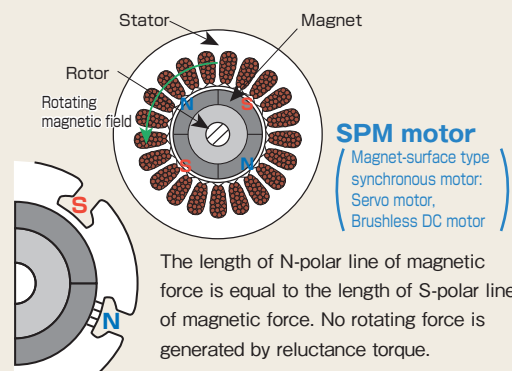 Stator
Magnet
Rotor
Rotating
magnetic field
N
S
S
N
SPM motor
Magnet-surface type
synchronous motor:
Servo motor,
Brushless DC motor
S
N
The length of N-polar line of magnetic
force is equal to the length of S-polar line
of magnetic force. No rotating force is
generated by reluctance torque.